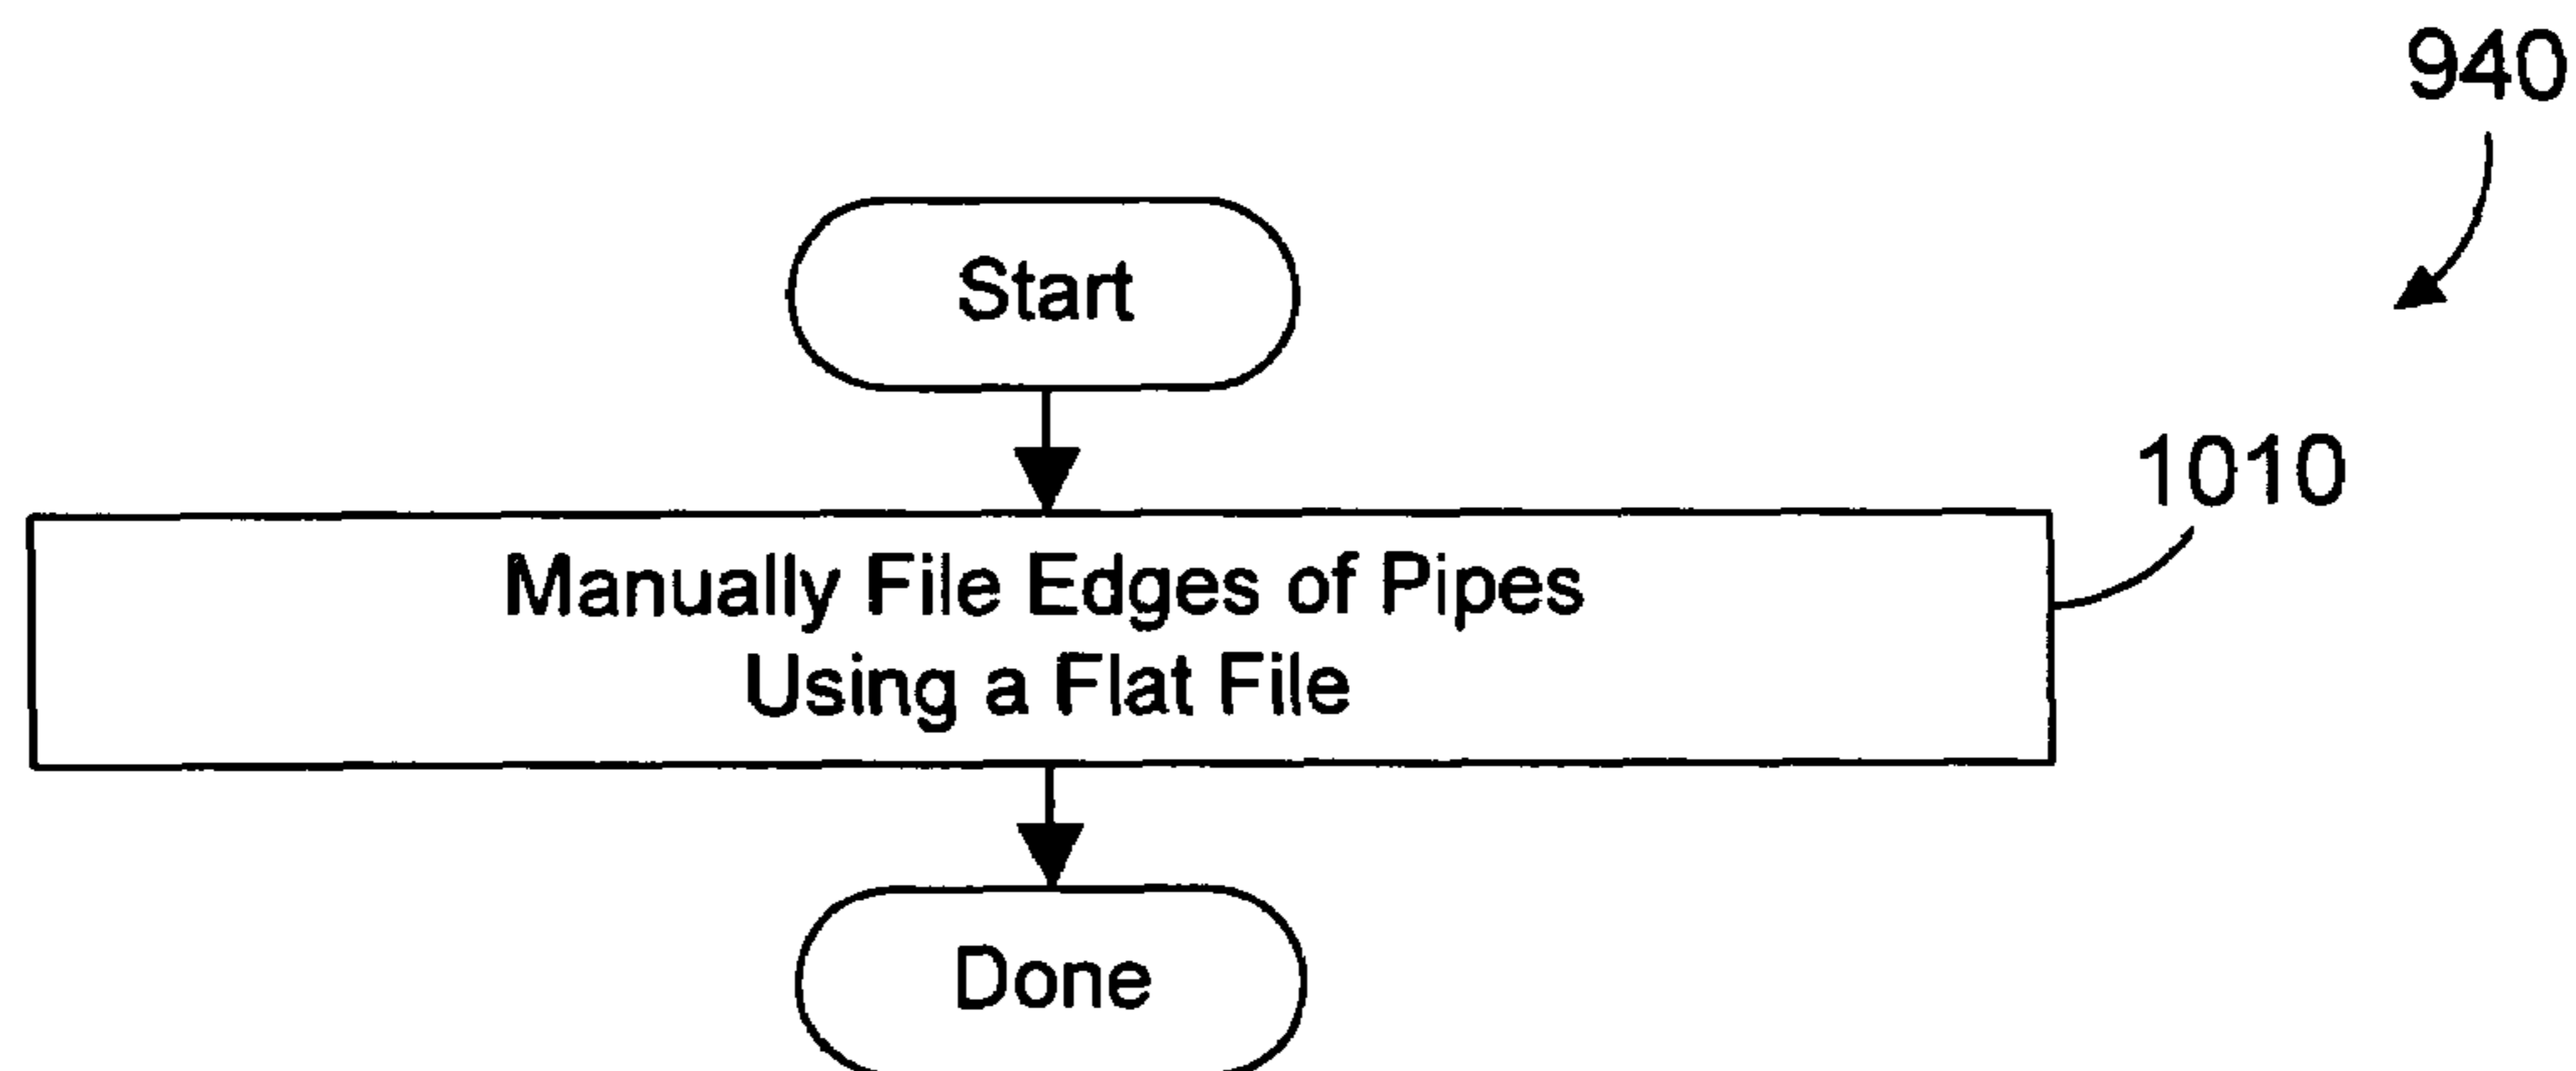 940
Start
1010
Manually File Edges of Pipes
Using a Flat File
Done